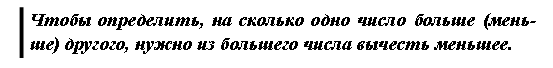 Чтобы определить, на сколько одно число больше (мень-
ше) другого, нужно из большего числа вычесть меньшее.